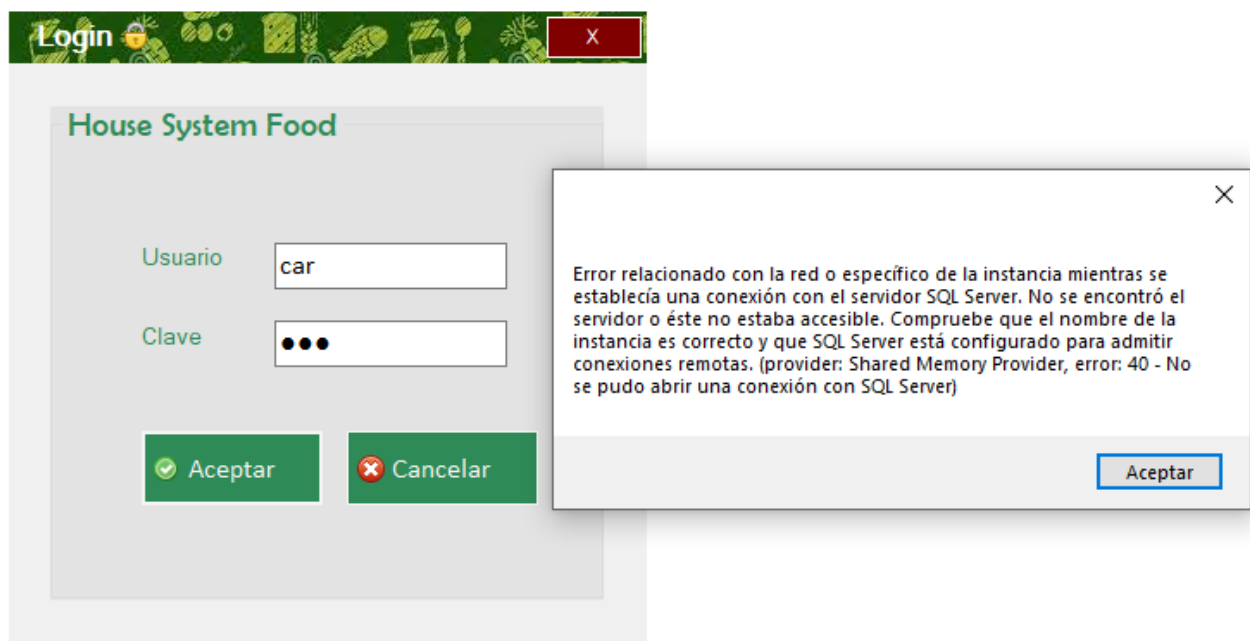 Login
X
House System Food
Usuario
car
Clave
Aceptar
Cancelar
Error relacionado con la red o específico de la instancia mientras se
establecía una conexión con el servidor SQL Server. No se encontró el
servidor o éste no estaba accesible. Compruebe que el nombre de la
instancia es correcto y que SQL Server está configurado para admitir
conexiones remotas. (provider: Shared Memory Provider, error: 40 - No
se pudo abrir una conexión con SQL Server)
Aceptar